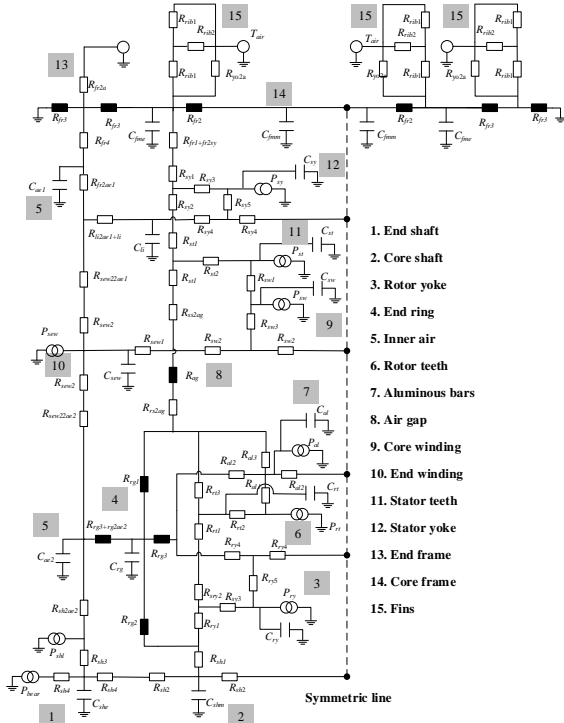 15
R_rib1
R_rib2
T_air
R_rib1
R_yo2a
15
15
R_rib1
R_rib2
T_air
R_yo2a
R_rib1
R_rib1
R_rib2
R_yo2a
R_rib1
13
R_fr2a
14
R_fr3
R_fr3
R_fr2
R_fr2
R_fr3
R_fr3
C_fme
C_fmm
C_fmm
C_fme
R_fr4
R_fr1+fr2sy
C_ae1
5
R_fr2ae1
R_sy1
R_sy3
C_sy
12
P_sy
R_sy2
R_sy5
R_li2ae1+li
C_li
R_sy4
R_sy4
R_st1
11
C_st
P_st
R_st2
R_st1
R_sw1
C_sw
P_sw
R_sew22ae1
R_ss2ag
R_sw3
9
R_sew2
P_sew
10
R_sew1
R_sw2
R_sw2
C_sew
R_sew2
R_ag
8
R_sew22ae2
R_rs2ag
7
C_al
P_al
R_al3
R_al2
R_al2
R_rg1
4
R_rt3
R_al1
C_rt
R_rt2
P_rt
6
R_rg3+rg2ae2
R_rg3
R_rt1
5
C_ae2
C_rg
R_ry4
R_ry4
R_ry5
3
R_sry2
R_sy3
P_ry
R_sh2ae2
R_rg2
R_ry1
C_ry
P_shl
R_sh3
R_sh1
P_bear
R_sh4
R_sh4
R_sh2
R_sh2
C_she
C_shm
1
2
Symmetric line
1. End shaft
2. Core shaft
3. Rotor yoke
4. End ring
5. Inner air
6. Rotor teeth
7. Aluminous bars
8. Air gap
9. Core winding
10. End winding
11. Stator teeth
12. Stator yoke
13. End frame
14. Core frame
15. Fins